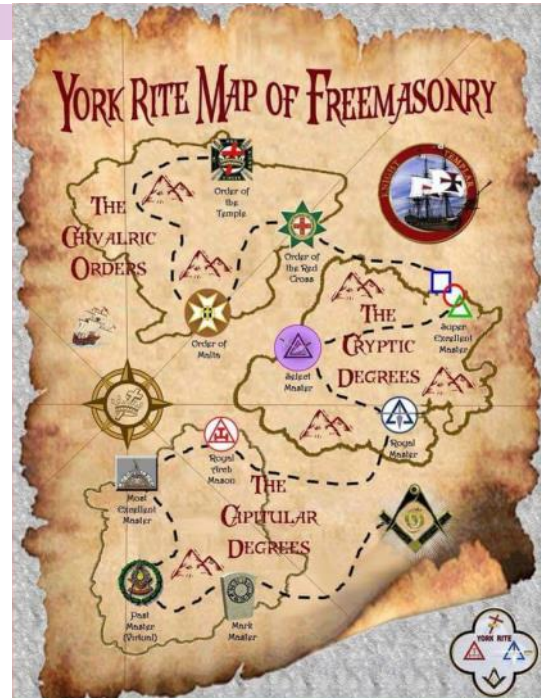 YORK RITE MAP OF FREEMASONRY
KNIGHT TEMPLAR
Order of
the
Temple
THE
CHIVALRIC
ORDERS
Order of
the Red
Cross
Order of
Malta
THE
CRYPTIC
DEGREES
Super
Excellent
Master
Select
Master
Royal
Master
Royal
Arch
Mason
Most
Excellent
Master
THE
CAPITULAR
DEGREES
Past
Master
(Virtual)
Mark
Master
YORK RITE